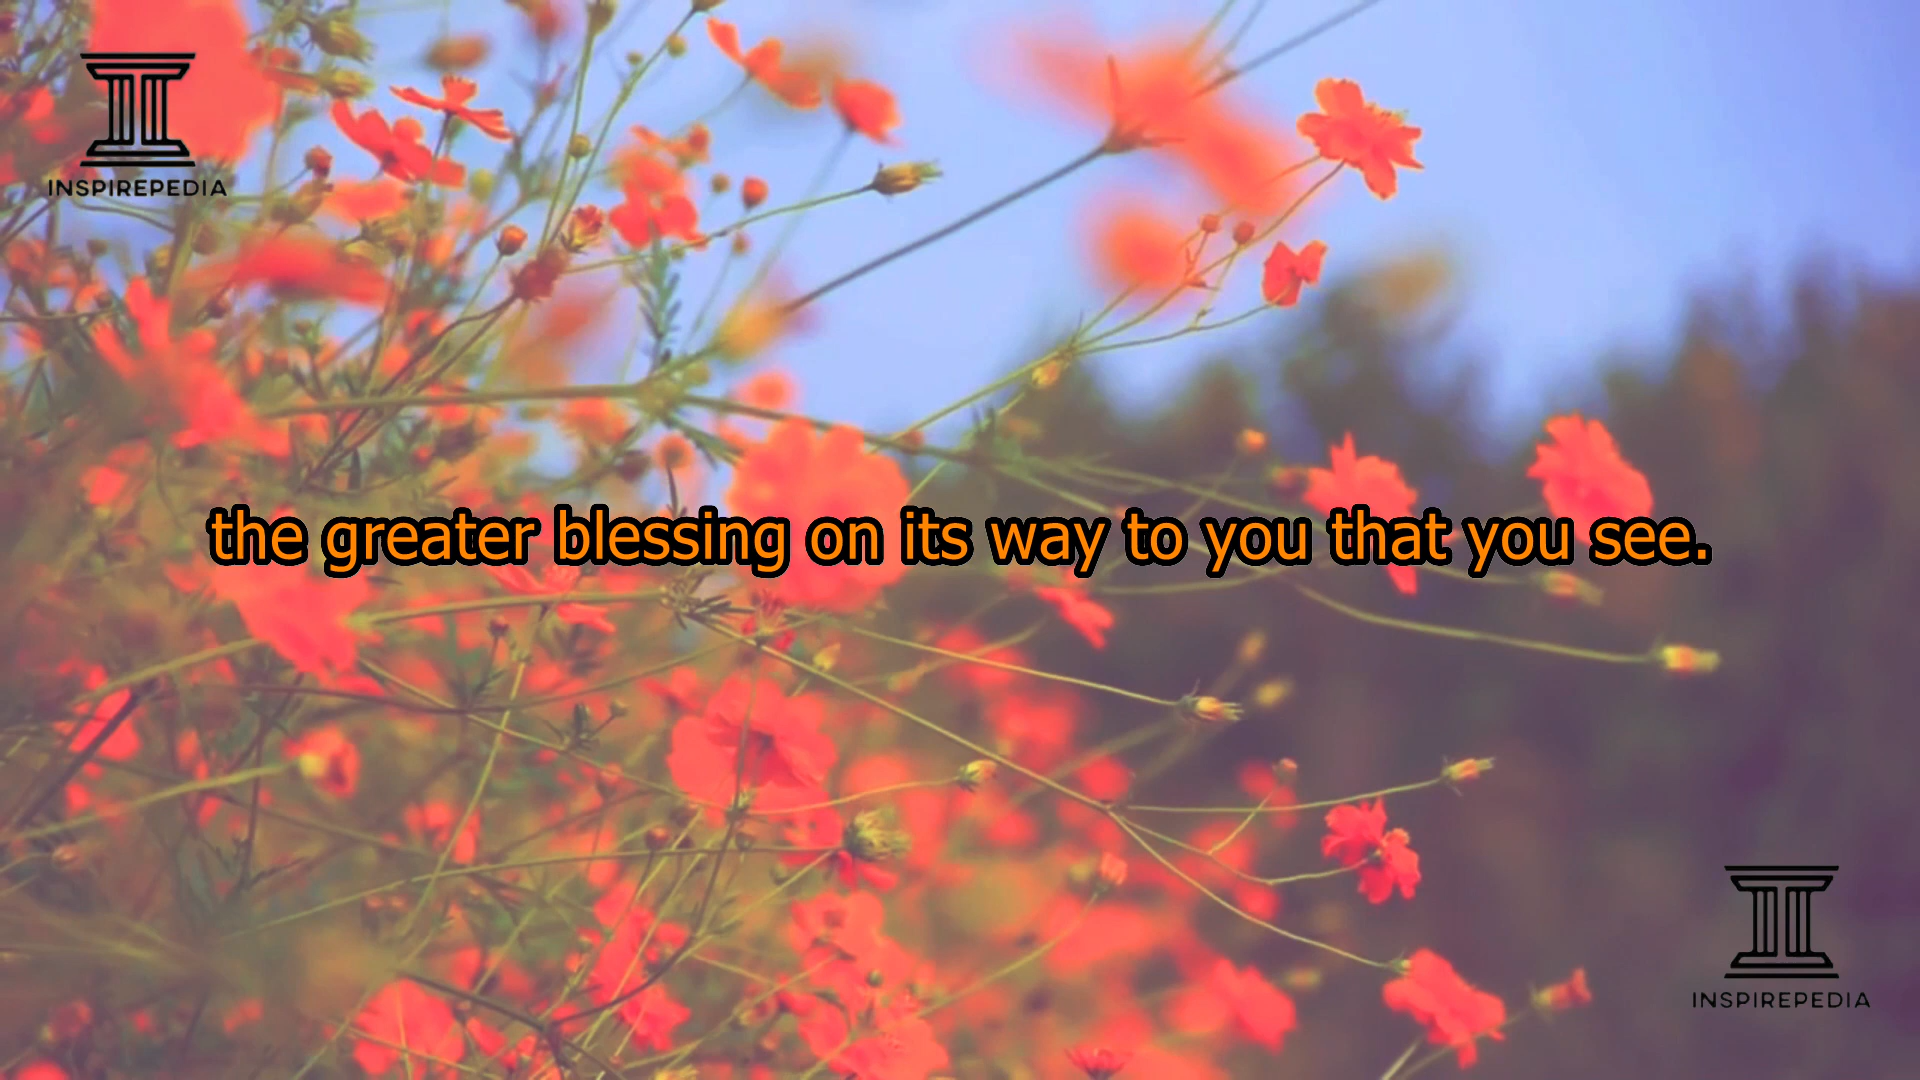 INSPIREPEDIA
the greater blessing on its way to you that you see.
INSPIREPEDIA